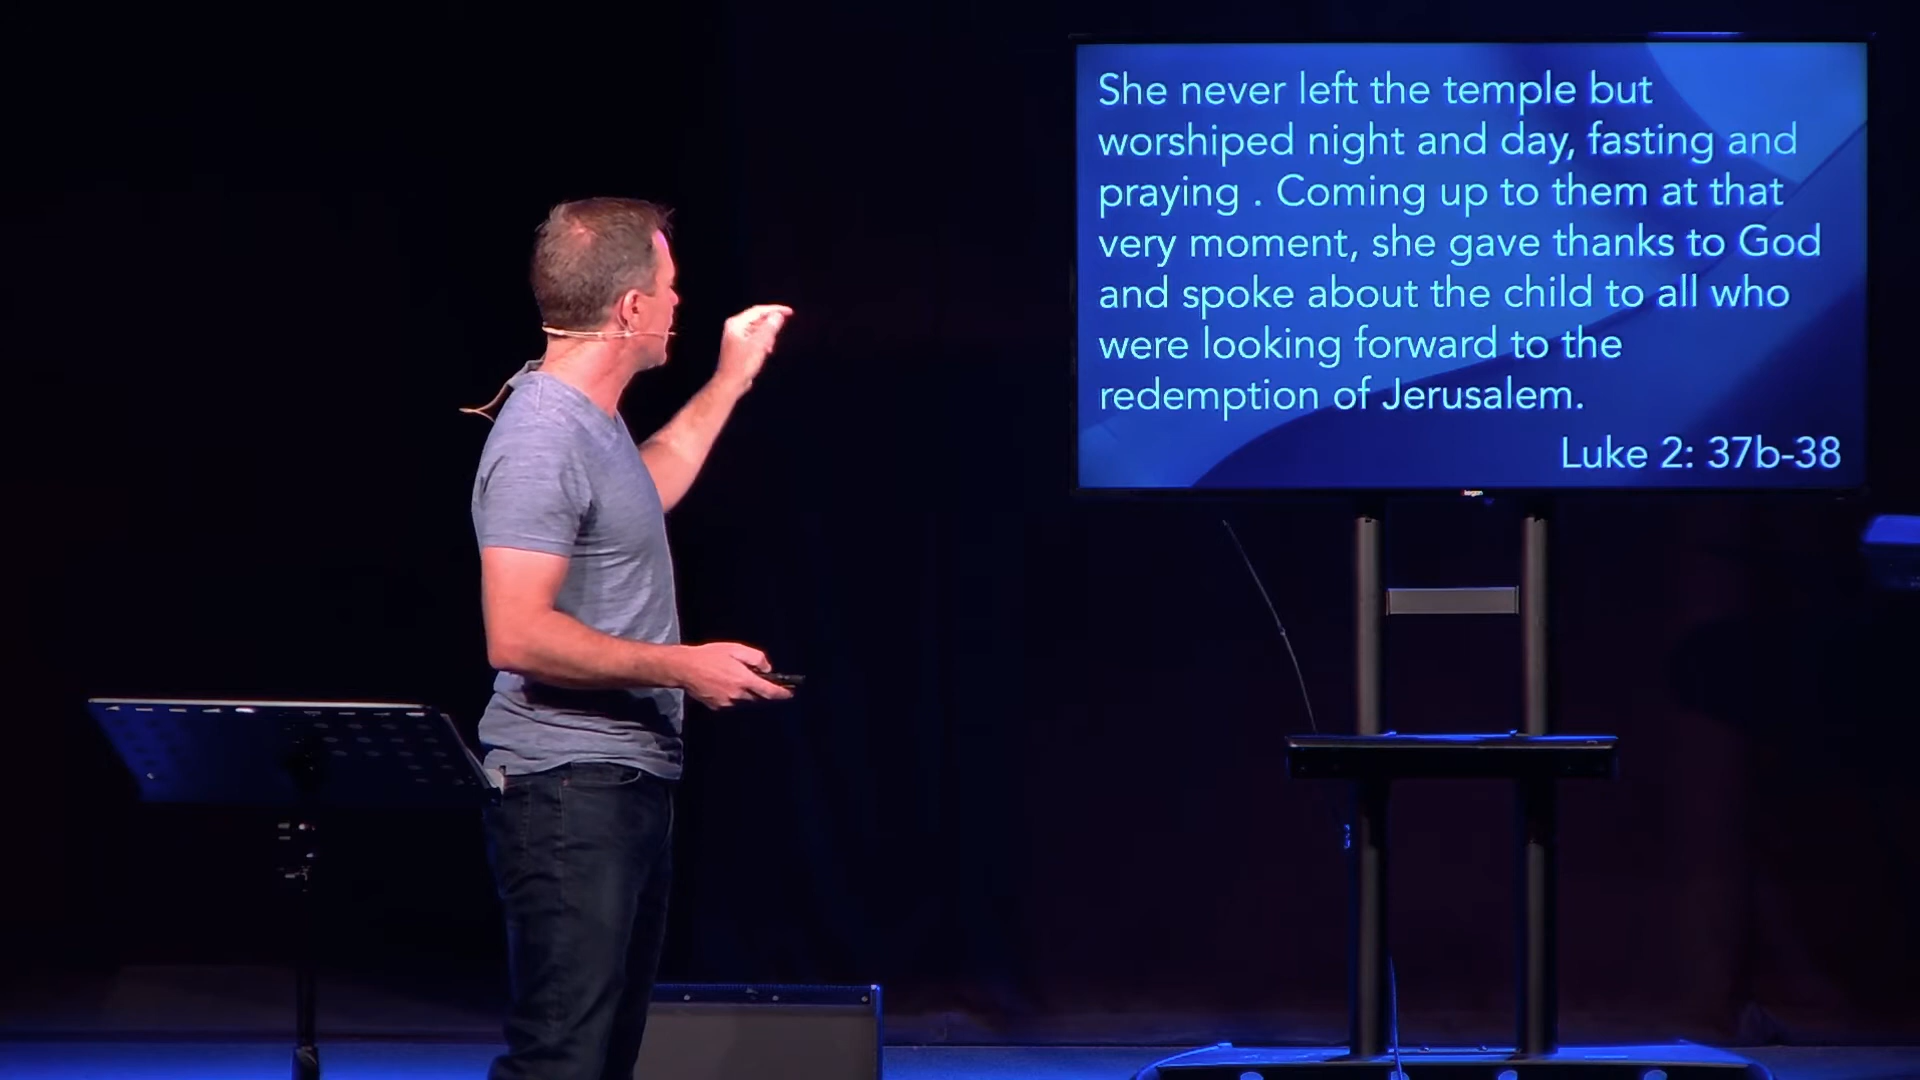 She never left the temple but
worshiped night and day, fasting and
praying . Coming up to them at that
very moment, she gave thanks to God
and spoke about the child to all who
were looking forward to the
redemption of Jerusalem.
Luke 2: 37b-38